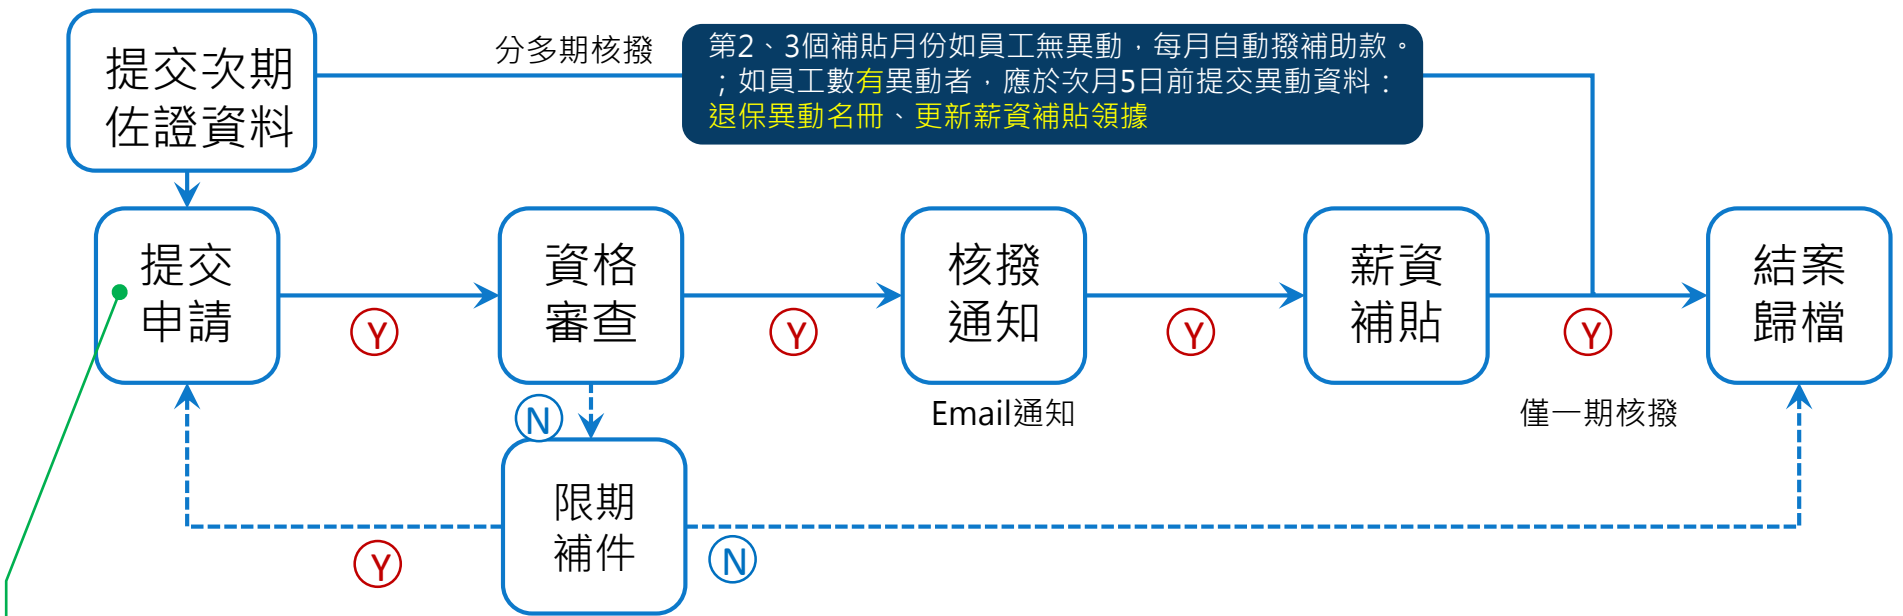 提交次期
佐證資料
分多期核撥
第2、3個補貼月份如員工無異動，每月自動撥補助款。
；如員工數有異動者，應於次月5日前提交異動資料：
退保異動名冊、更新薪資補貼領據
提交
申請
Y
資格
審查
Y
核撥
通知
Y
薪資
補貼
Y
結案
歸檔
N
Email通知
僅一期核撥
限期
補件
Y
N